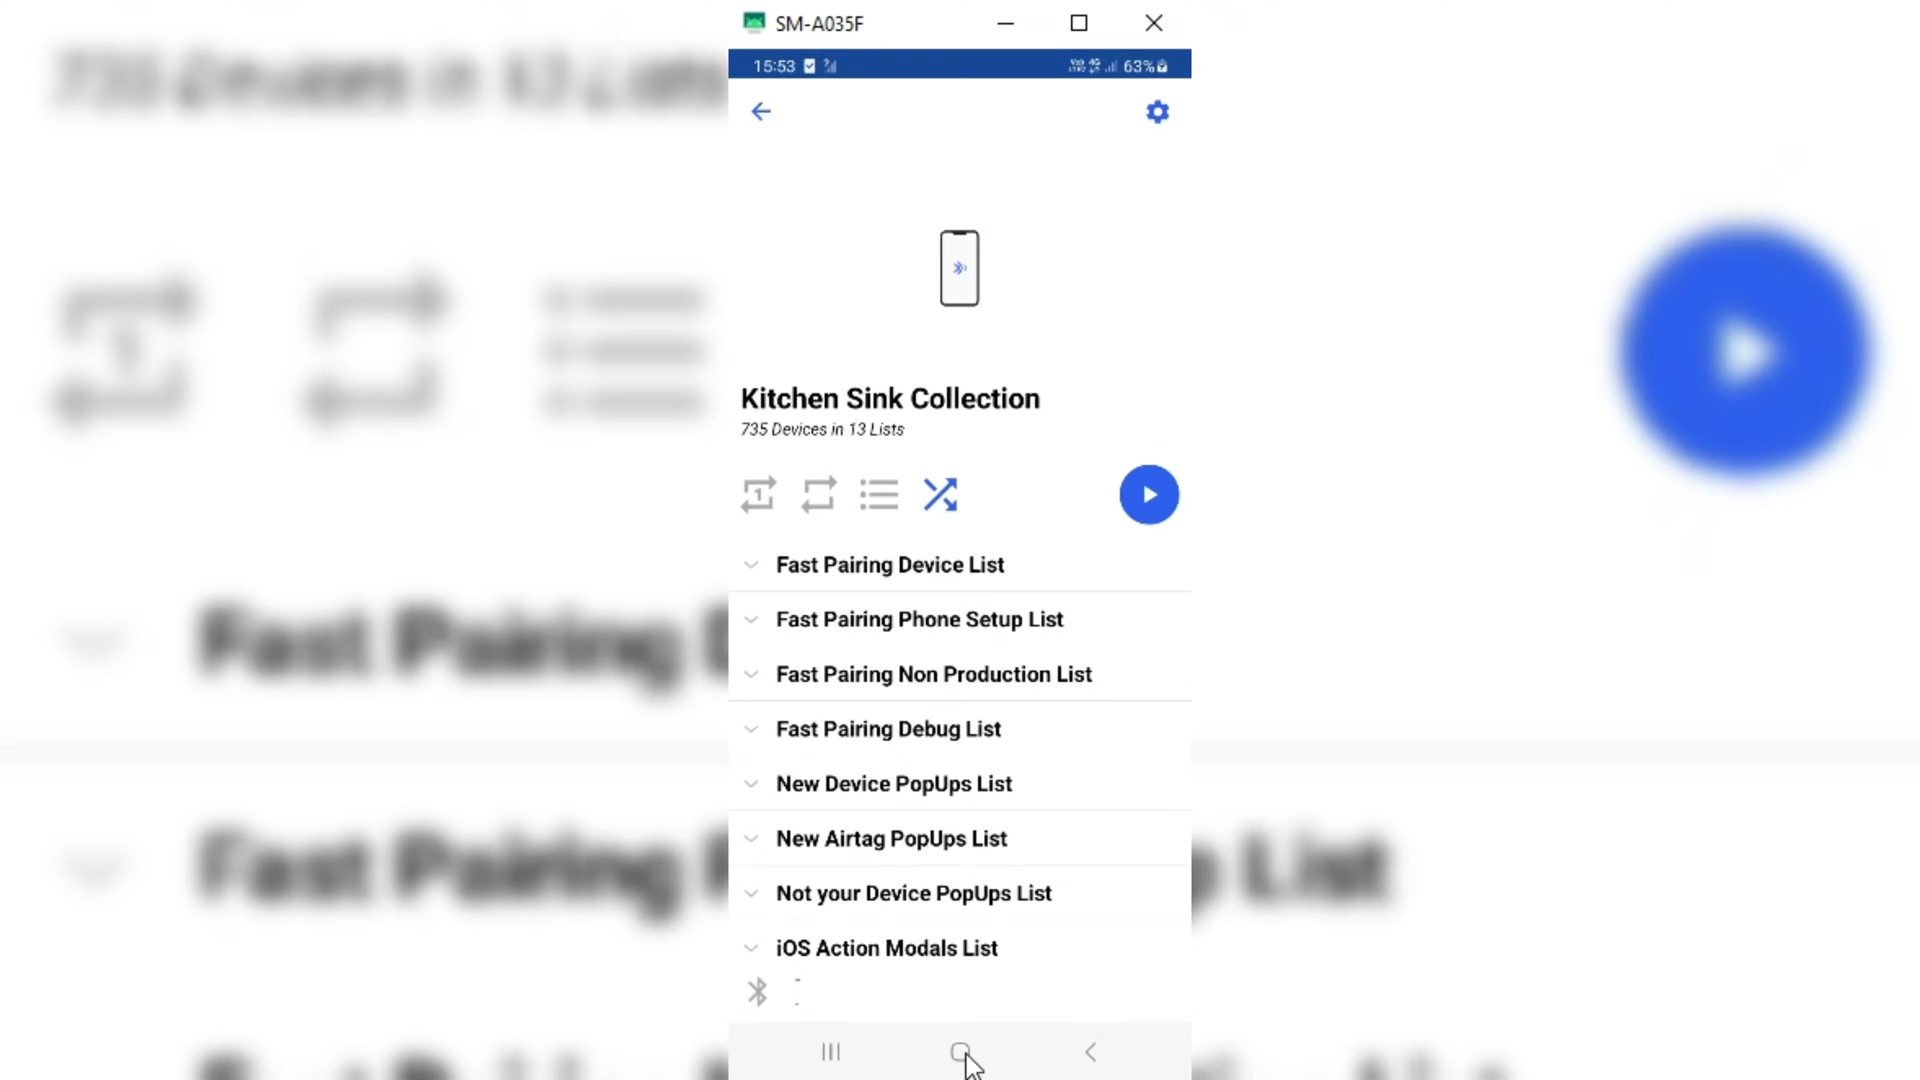 SM-A035F
15:53
63%
Kitchen Sink Collection
735 Devices in 13 Lists
1
Fast Pairing Device List
Fast Pairing Phone Setup List
Fast Pairing Non Production List
Fast Pairing Debug List
New Device PopUps List
New Airtag PopUps List
Not your Device PopUps List
iOS Action Modals List